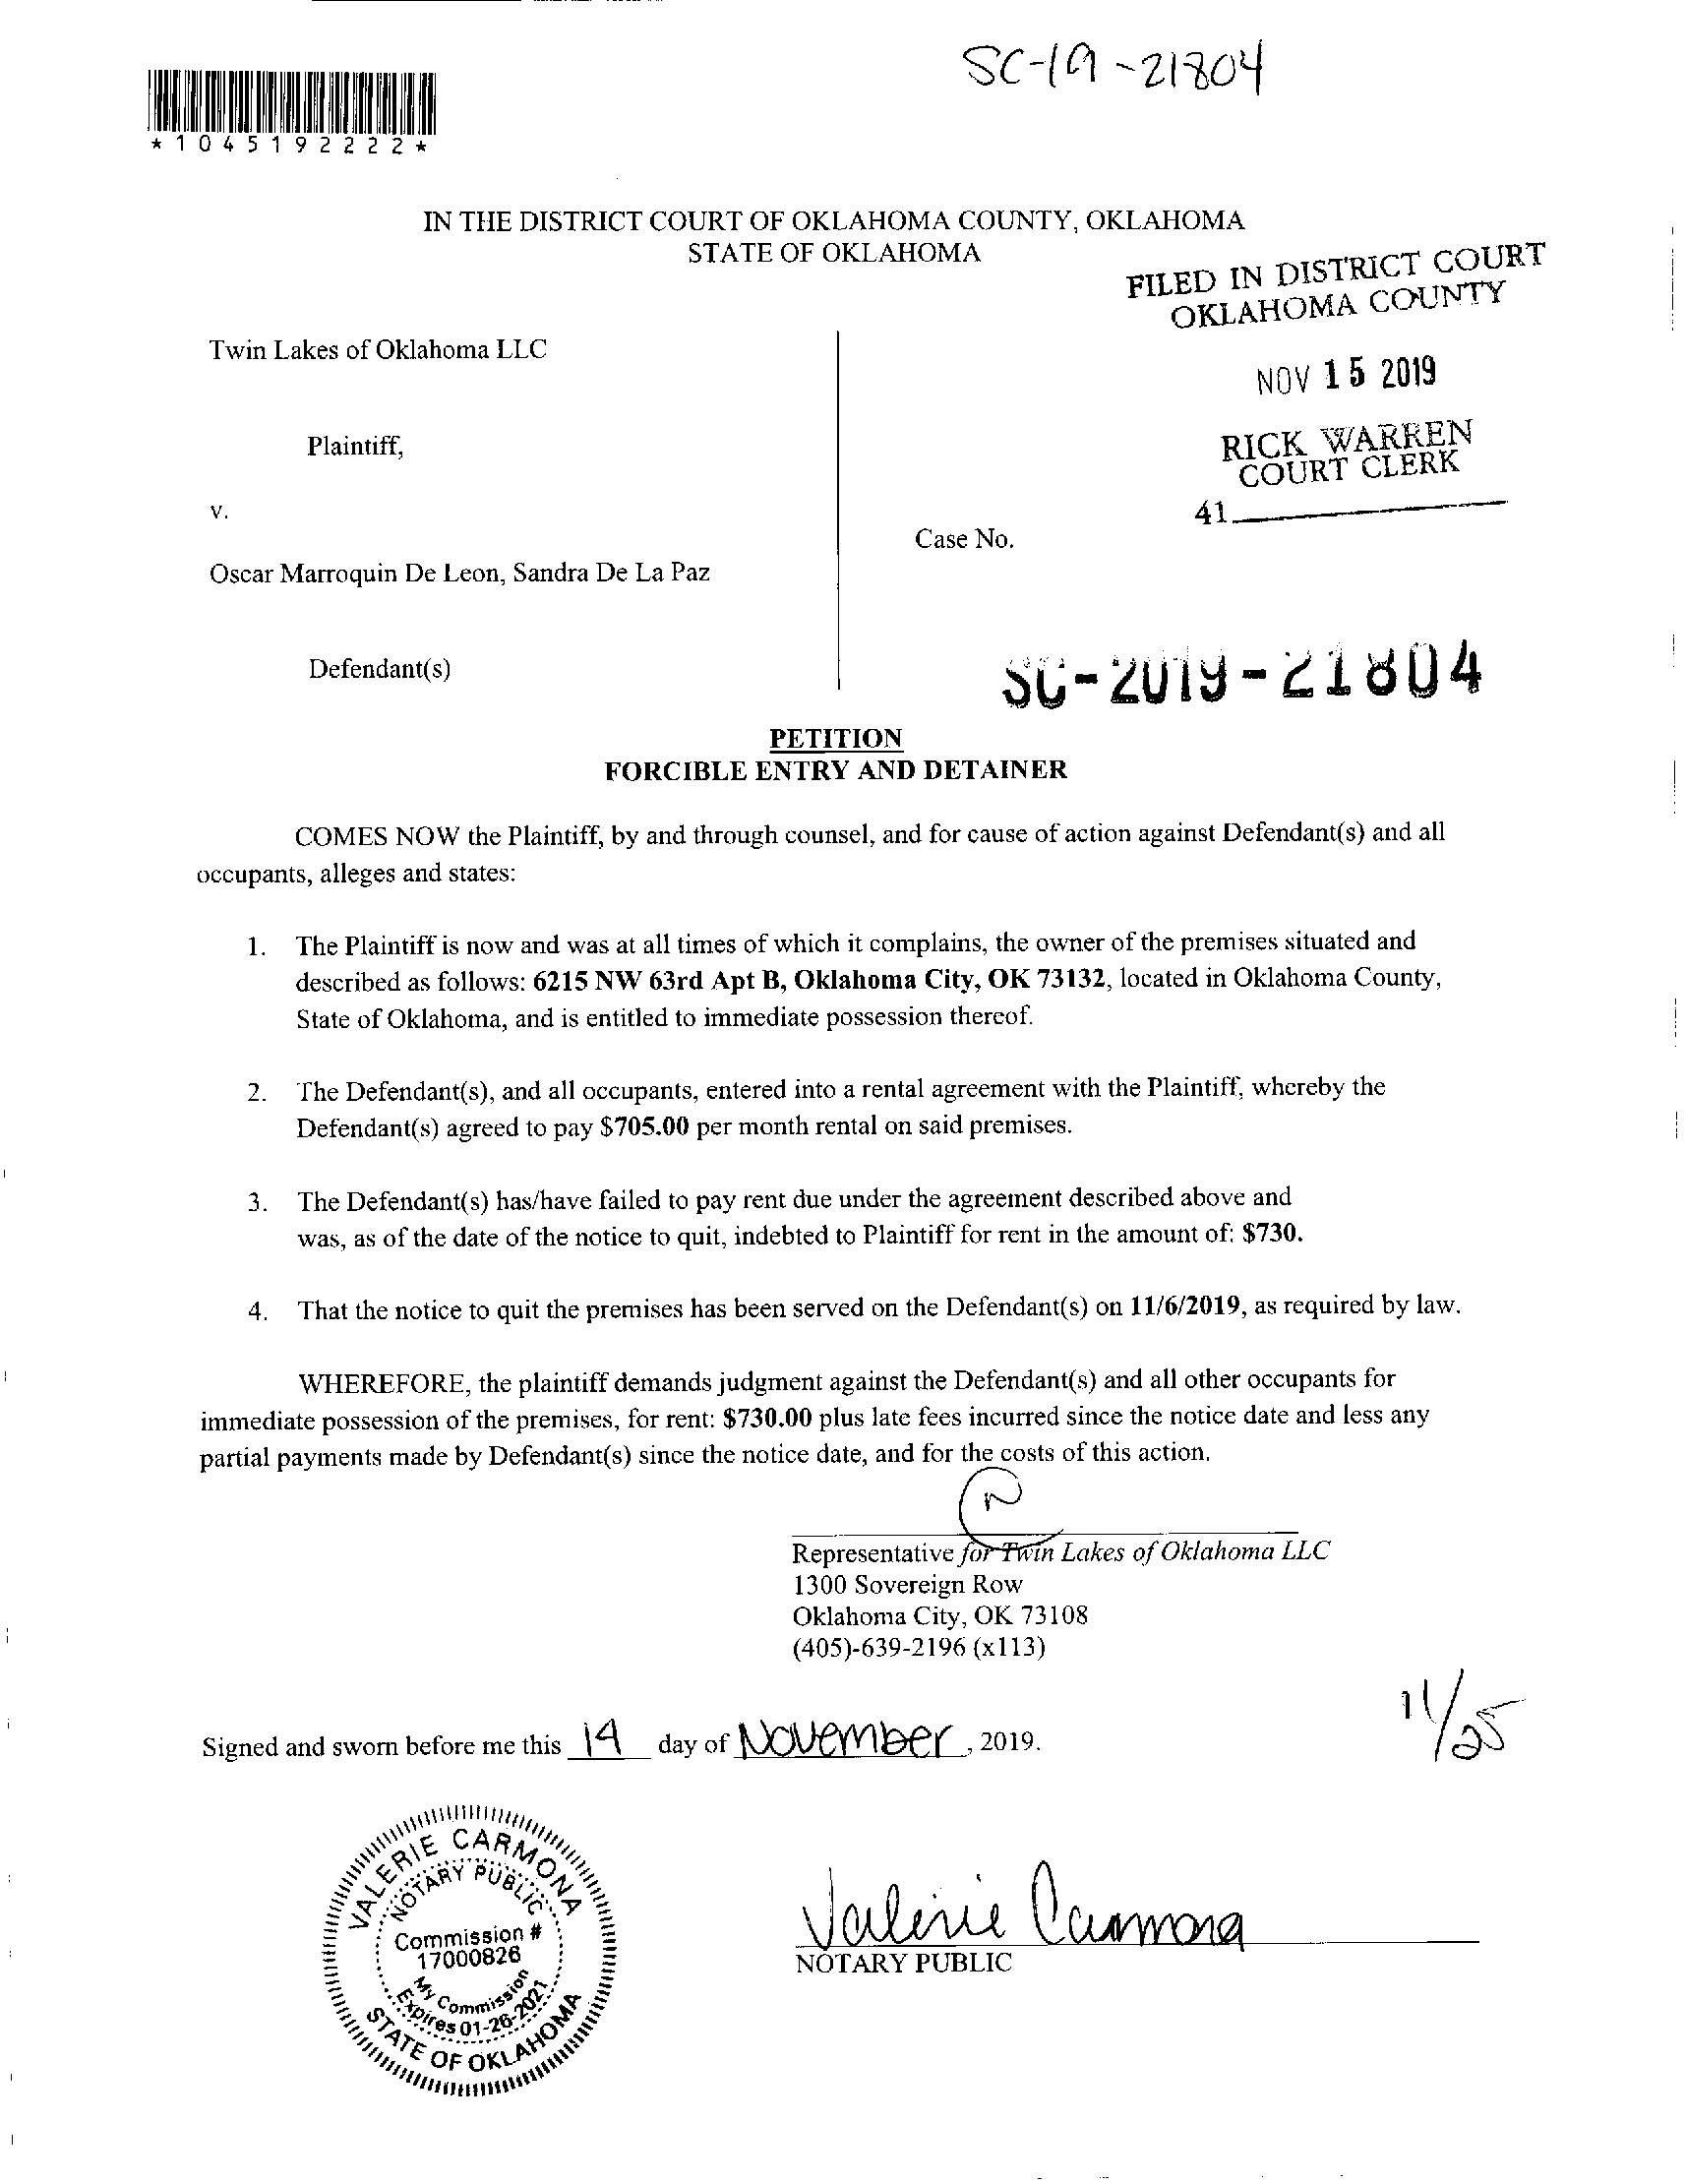 SC-19-21804
*1045192222*
IN THE DISTRICT COURT OF OKLAHOMA COUNTY, OKLAHOMA
STATE OF OKLAHOMA
FILED IN DISTRICT COURT
OKLAHOMA COUNTY
Twin Lakes of Oklahoma LLC
NOV 15 2019
Plaintiff,
RICK WARREN
COURT CLERK
41
v.
Case No.
Oscar Marroquin De Leon, Sandra De La Paz
Defendant(s)
SC-2019-21804
PETITION
FORCIBLE ENTRY AND DETAINER
COMES NOW the Plaintiff, by and through counsel, and for cause of action against Defendant(s) and all
occupants, alleges and states:
1. The Plaintiff is now and was at all times of which it complains, the owner of the premises situated and
described as follows: 6215 NW 63rd Apt B, Oklahoma City, OK 73132, located in Oklahoma County,
State of Oklahoma, and is entitled to immediate possession thereof.
2. The Defendant(s), and all occupants, entered into a rental agreement with the Plaintiff, whereby the
Defendant(s) agreed to pay $705.00 per month rental on said premises.
3. The Defendant(s) has/have failed to pay rent due under the agreement described above and
was, as of the date of the notice to quit, indebted to Plaintiff for rent in the amount of: $730.
4. That the notice to quit the premises has been served on the Defendant(s) on 11/6/2019, as required by law.
WHEREFORE, the plaintiff demands judgment against the Defendant(s) and all other occupants for
immediate possession of the premises, for rent: $730.00 plus late fees incurred since the notice date and less any
partial payments made by Defendant(s) since the notice date, and for the costs of this action.
Representative for Twin Lakes of Oklahoma LLC
1300 Sovereign Row
Oklahoma City, OK 73108
(405)-639-2196 (x113)
11/25
Signed and sworn before me this 14 day of November, 2019.
VALERIE CARMONA
NOTARY PUBLIC
Commission #
17000826
My Commission
Expires 01-26-2021
STATE OF OKLAHOMA
Valerie Carmona
NOTARY PUBLIC